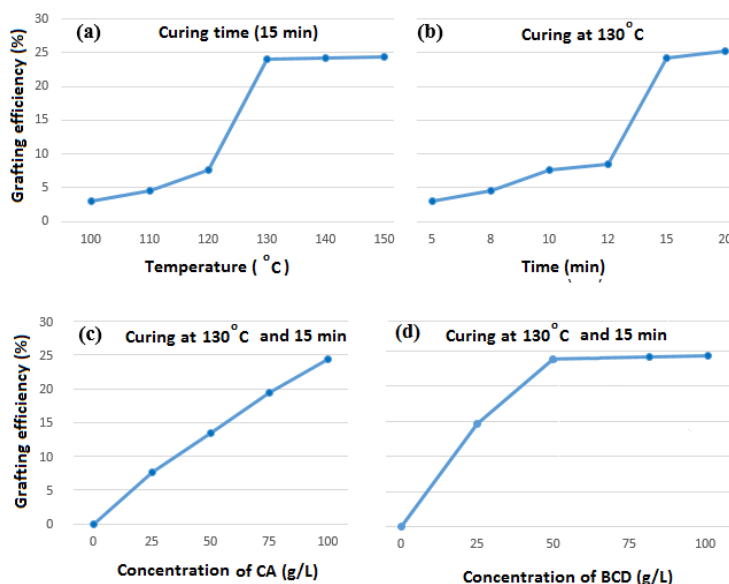 (a) Curing time (15 min)
Grafting efficiency (%)
30
25
20
15
10
5
0
100 110 120 130 140 150
Temperature ( °C)
(b) Curing at 130°C
5 8 10 12 15 20
Time (min)
(c) Curing at 130°C and 15 min
Grafting efficiency (%)
30
25
20
15
10
5
0
0 25 50 75 100
Concentration of CA (g/L)
(d) Curing at 130°C and 15 min
0 25 50 75 100
Concentration of BCD (g/L)